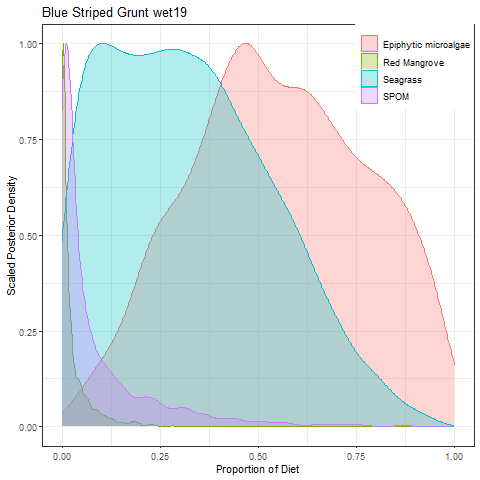 Blue Striped Grunt wet19
Epiphytic microalgae
Red Mangrove
Seagrass
SPOM
1.00
0.75
0.50
0.25
0.00
Scaled Posterior Density
0.00 0.25 0.50 0.75 1.00
Proportion of Diet